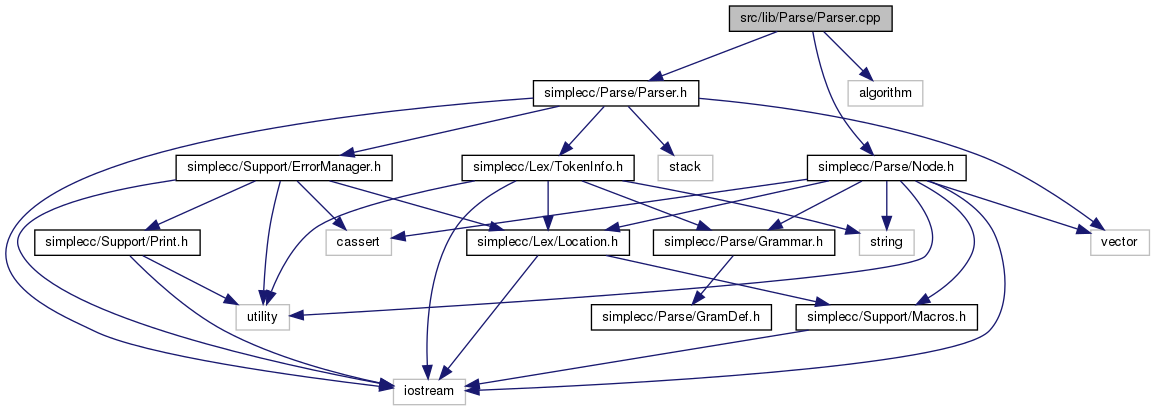 src/lib/Parse/Parser.cpp
simplecc/Parse/Parser.h
algorithm
simplecc/Support/ErrorManager.h
simplecc/Lex/TokenInfo.h
stack
simplecc/Parse/Node.h
simplecc/Support/Print.h
cassert
simplecc/Lex/Location.h
simplecc/Parse/Grammar.h
string
vector
utility
simplecc/Parse/GramDef.h
simplecc/Support/Macros.h
iostream